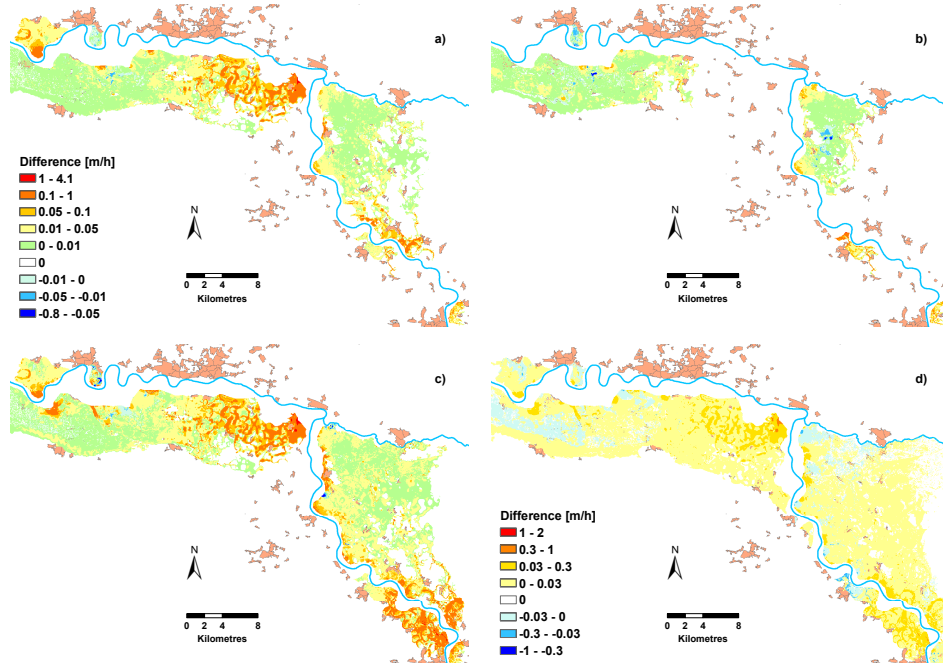 a)
b)
Difference [m/h]
1 - 4.1
0.1 - 1
0.05 - 0.1
0.01 - 0.05
0 - 0.01
0
-0.01 - 0
-0.05 - -0.01
-0.8 - -0.05
N
0 2 4 8
Kilometres
N
0 2 4 8
Kilometres
c)
d)
N
0 2 4 8
Kilometres
Difference [m/h]
1 - 2
0.3 - 1
0.03 - 0.3
0 - 0.03
0
-0.03 - 0
-0.3 - -0.03
-1 - -0.3
N
0 2 4 8
Kilometres